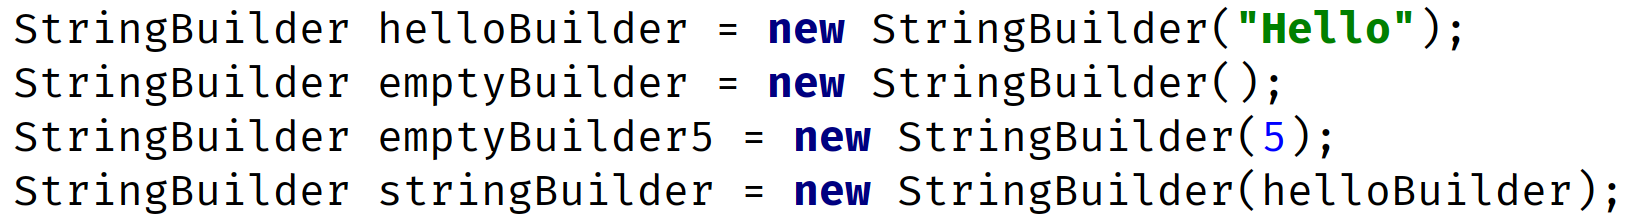 StringBuilder helloBuilder = new StringBuilder("Hello");
StringBuilder emptyBuilder = new StringBuilder();
StringBuilder emptyBuilder5 = new StringBuilder(5);
StringBuilder stringBuilder = new StringBuilder(helloBuilder);